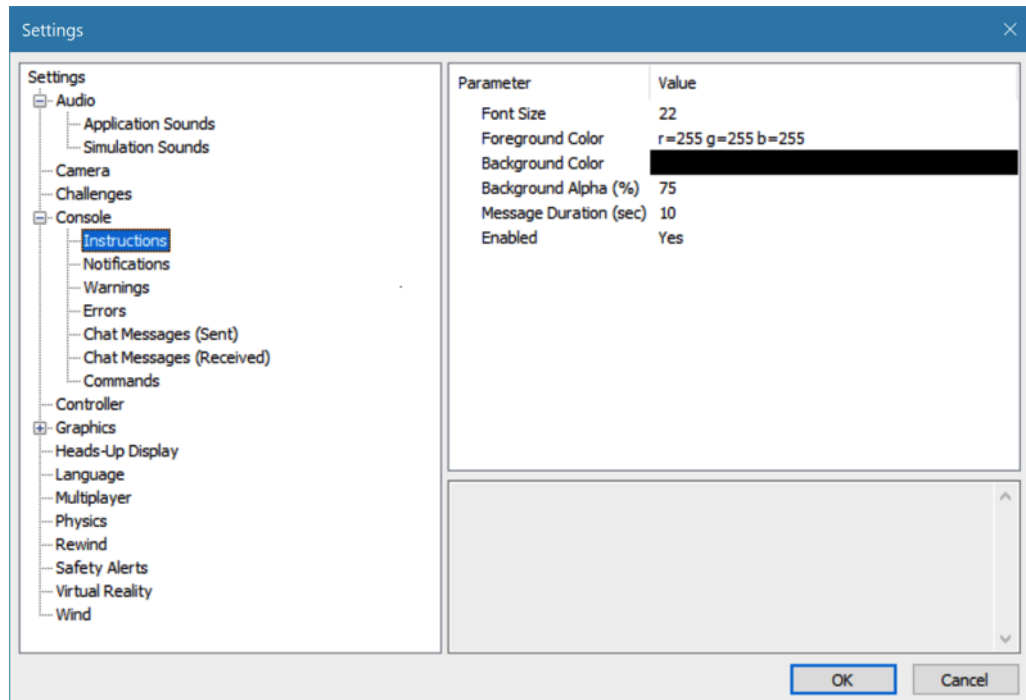 Settings
Settings
Audio
Application Sounds
Simulation Sounds
Camera
Challenges
Console
Instructions
Notifications
Warnings
Errors
Chat Messages (Sent)
Chat Messages (Received)
Commands
Controller
Graphics
Heads-Up Display
Language
Multiplayer
Physics
Rewind
Safety Alerts
Virtual Reality
Wind
Parameter Value
Font Size 22
Foreground Color r=255 g=255 b=255
Background Color
Background Alpha (%) 75
Message Duration (sec) 10
Enabled Yes
OK Cancel